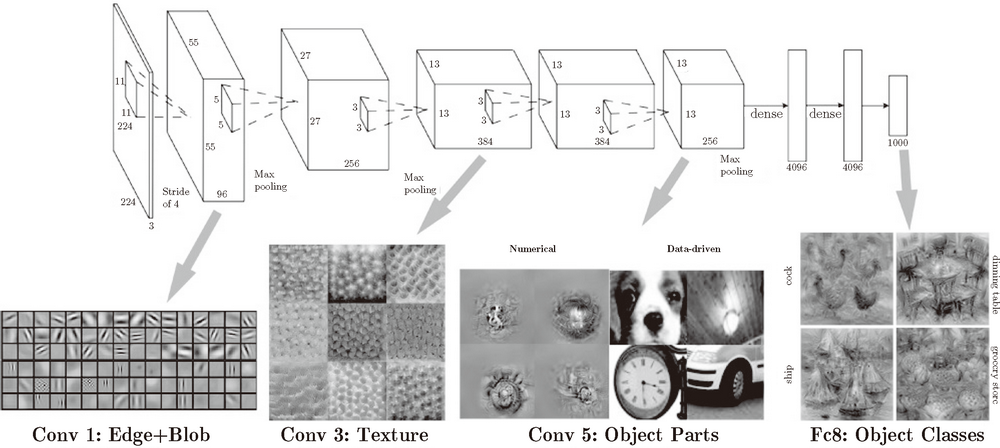 11
11
224
224
3
Stride
of 4
55
55
5
5
96
Max
pooling
27
27
3
3
256
Max
pooling
13
13
3
3
384
13
13
3
3
384
13
13
256
Max
pooling
dense
4096
dense
4096
1000
Numerical
Data-driven
cock
dinning table
ship
grocery store
Conv 1: Edge+Blob
Conv 3: Texture
Conv 5: Object Parts
Fc8: Object Classes